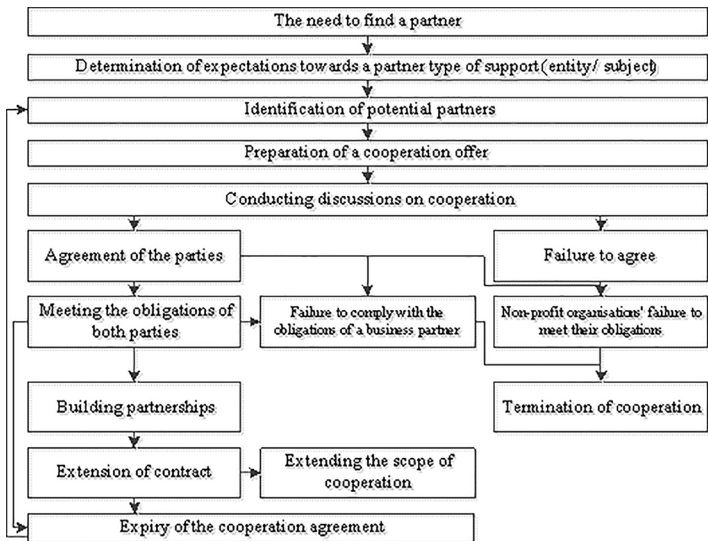 The need to find a partner
Determination of expectations towards a partner type of support (entity / subject)
Identification of potential partners
Preparation of a cooperation offer
Conducting discussions on cooperation
Agreement of the parties
Failure to agree
Meeting the obligations of
both parties
Failure to comply with the
obligations of a business partner
Non-profit organisations' failure to
meet their obligations
Building partnerships
Termination of cooperation
Extension of contract
Extending the scope of
cooperation
Expiry of the cooperation agreement